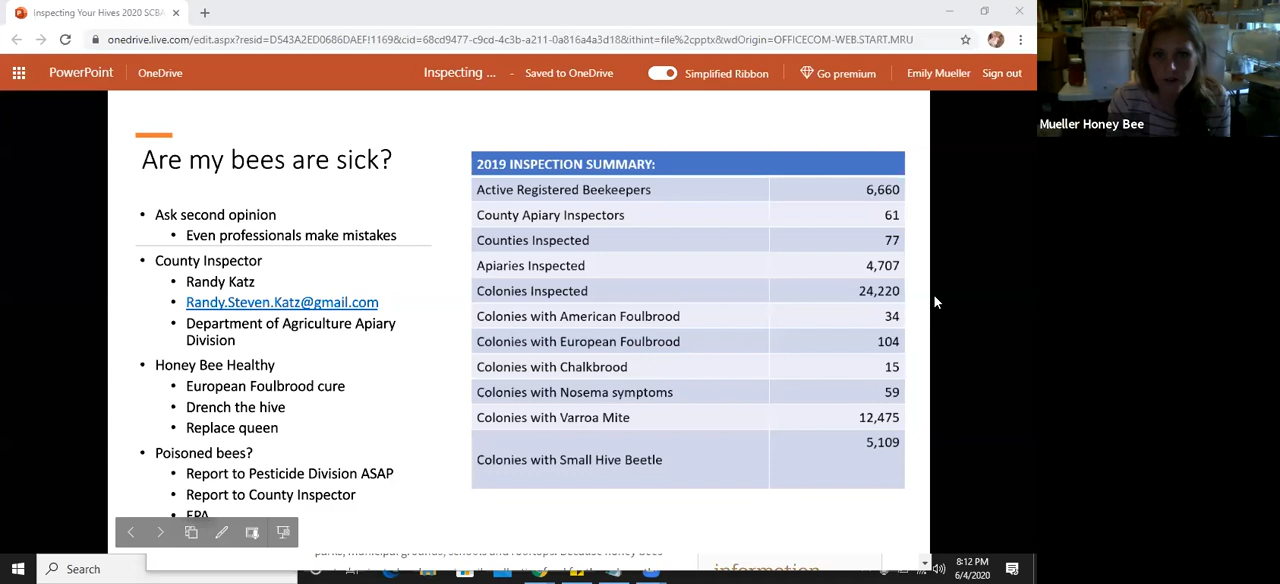 Inspecting Your Hives 2020 SCBA
onedrive.live.com/edit.aspx?resid=D543A2ED0686DAEF!1169&cid=68cd9477-c9cd-4c3b-a211-0a816a4a3d18&ithint=file%2cpptx&wdOrigin=OFFICECOM-WEB.START.MRU
PowerPoint OneDrive Inspecting ... - Saved to OneDrive Simplified Ribbon Go premium Emily Mueller Sign out
Mueller Honey Bee
Are my bees are sick?
• Ask second opinion
• Even professionals make mistakes
• County Inspector
• Randy Katz
• Randy.Steven.Katz@gmail.com
• Department of Agriculture Apiary
Division
• Honey Bee Healthy
• European Foulbrood cure
• Drench the hive
• Replace queen
• Poisoned bees?
• Report to Pesticide Division ASAP
• Report to County Inspector
• EPA
2019 INSPECTION SUMMARY:
Active Registered Beekeepers 6,660
County Apiary Inspectors 61
Counties Inspected 77
Apiaries Inspected 4,707
Colonies Inspected 24,220
Colonies with American Foulbrood 34
Colonies with European Foulbrood 104
Colonies with Chalkbrood 15
Colonies with Nosema symptoms 59
Colonies with Varroa Mite 12,475
Colonies with Small Hive Beetle 5,109
information
Search
8:12 PM
6/4/2020